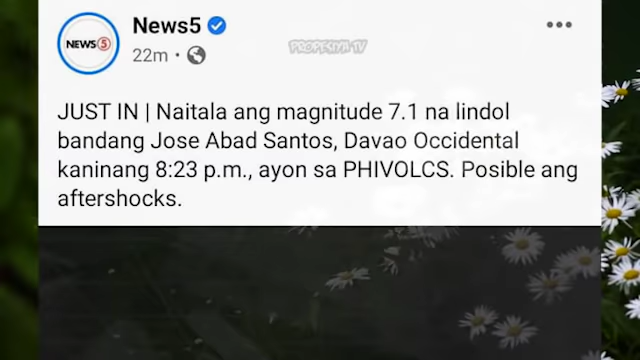 News5
NEWS5
22m
PROPESIYA TV
JUST IN | Naitala ang magnitude 7.1 na lindol
bandang Jose Abad Santos, Davao Occidental
kaninang 8:23 p.m., ayon sa PHIVOLCS. Posible ang
aftershocks.